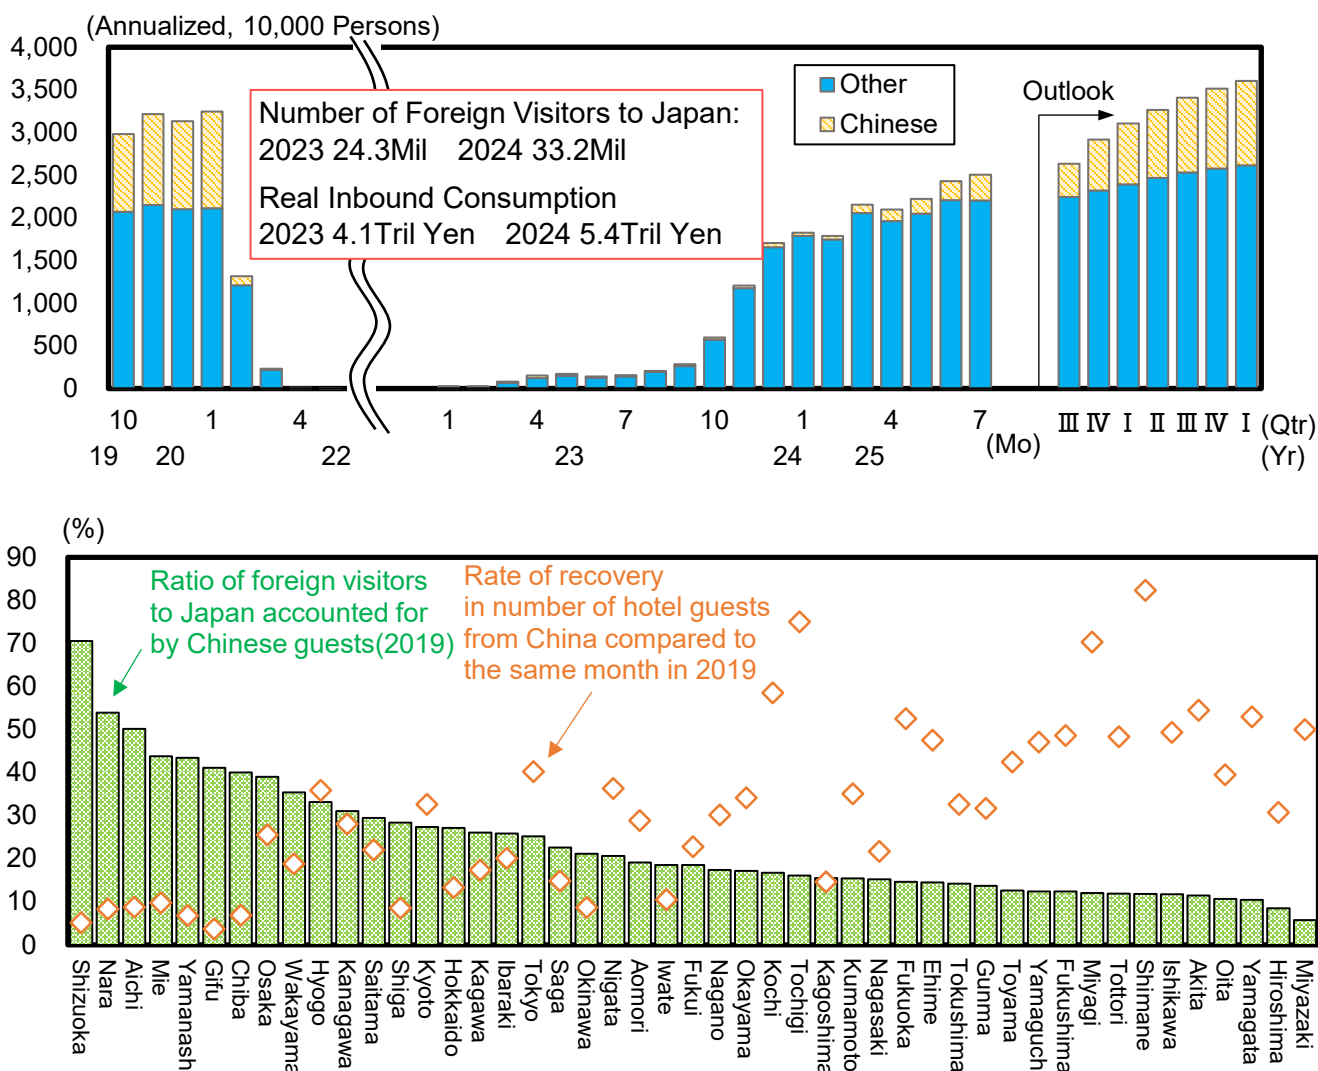 (Annualized, 10,000 Persons)
4,000
3,500
3,000
2,500
2,000
1,500
1,000
500
0
Number of Foreign Visitors to Japan:
2023 24.3Mil 2024 33.2Mil
Real Inbound Consumption
2023 4.1Tril Yen 2024 5.4Tril Yen
Other
Chinese
Outlook
10 1 4 1 4 7 10 1 4 7 Ⅲ Ⅳ Ⅰ Ⅱ Ⅲ Ⅳ Ⅰ (Qtr)
(Mo)
19 20 22 23 24 25 (Yr)
(%)
90
80
70
60
50
40
30
20
10
0
Ratio of foreign visitors
to Japan accounted for
by Chinese guests(2019)
Rate of recovery
in number of hotel guests
from China compared to
the same month in 2019
Shizuoka
Nara
Aichi
Mie
Yamanash
Gifu
Chiba
Osaka
Wakayama
Hyogo
Kanagawa
Saitama
Shiga
Kyoto
Hokkaido
Kagawa
Ibaraki
Tokyo
Saga
Okinawa
Nigata
Aomori
Iwate
Fukui
Nagano
Okayama
Kochi
Tochigi
Kagoshima
Kumamoto
Nagasaki
Fukuoka
Ehime
Tokushima
Gunma
Toyama
Yamaguch
Fukushima
Miyagi
Tottori
Shimane
Ishikawa
Akita
Oita
Yamagata
Hiroshima
Miyazaki